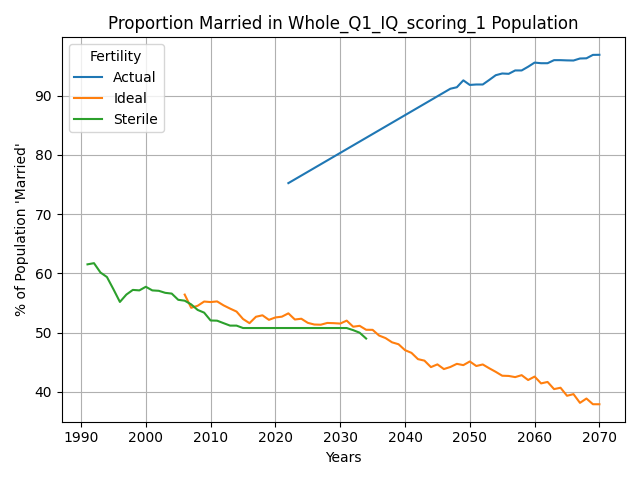 Proportion Married in Whole_Q1_IQ_scoring_1 Population
Fertility
Actual
Ideal
Sterile
% of Population 'Married'
90
80
70
60
50
40
1990
2000
2010
2020
2030
2040
2050
2060
2070
Years